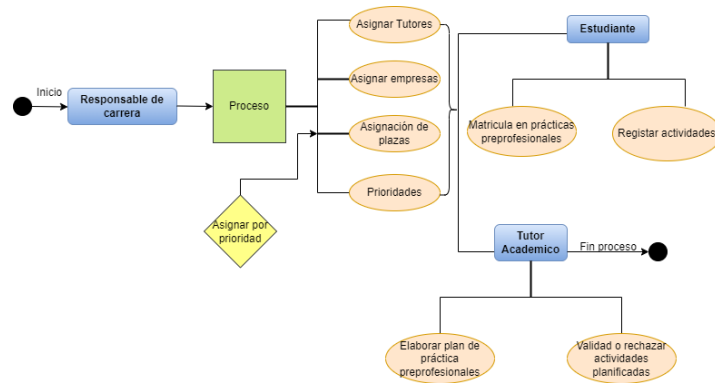 Inicio
Responsable de
carrera
Proceso
Asignar Tutores
Asignar empresas
Asignación de
plazas
Prioridades
Asignar por
prioridad
Estudiante
Matricula en prácticas
preprofesionales
Registar actividades
Tutor
Academico
Fin proceso
Elaborar plan de
práctica
preprofesionales
Validad o rechazar
actividades
planificadas